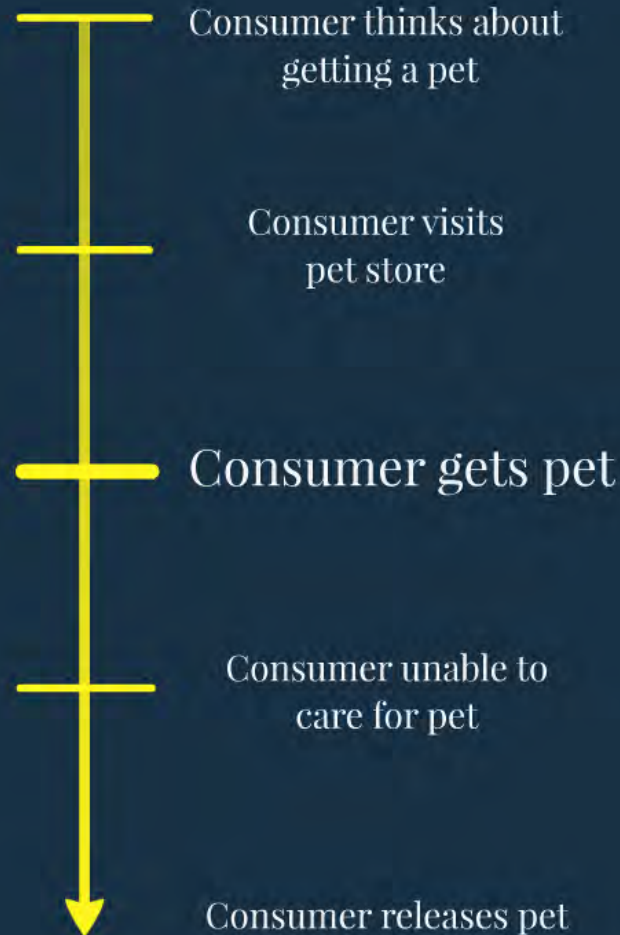 Consumer thinks about
getting a pet
Consumer visits
pet store
Consumer gets pet
Consumer unable to
care for pet
Consumer releases pet